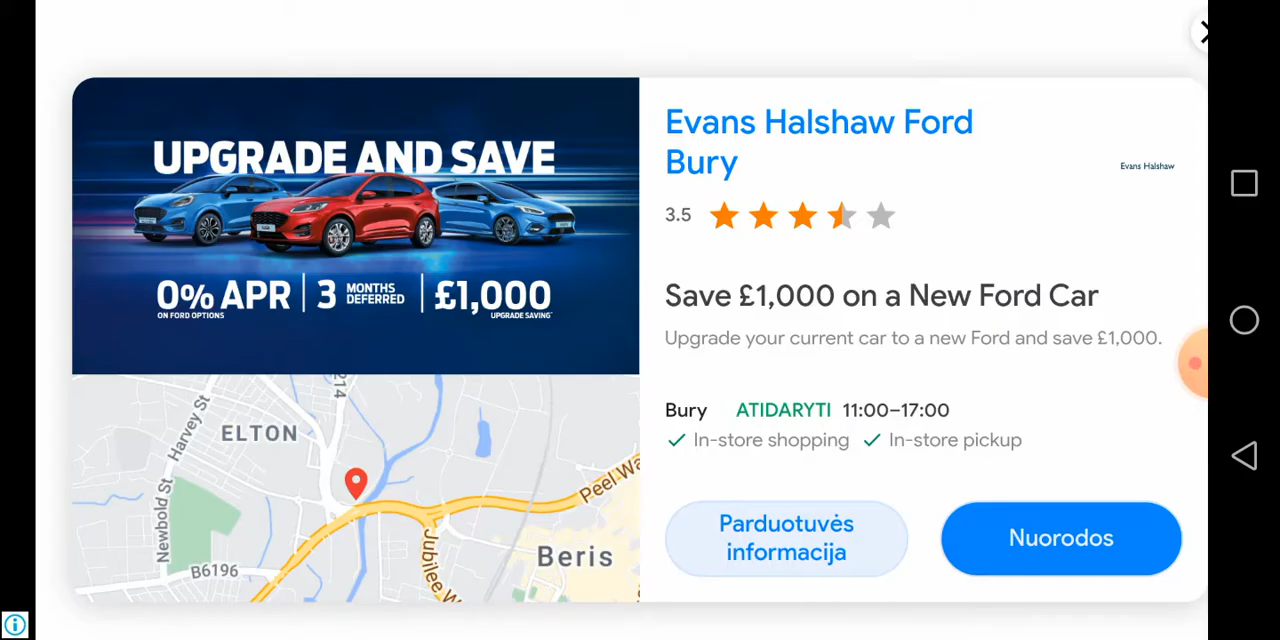 UPGRADE AND SAVE
0% APR
ON FORD OPTIONS
3 MONTHS DEFERRED
£1,000
UPGRADE SAVING*
214
Harvey St
ELTON
Newbold St
Peel Wa
B6196
Jubilee W
Beris
Evans Halshaw Ford
Bury
Evans Halshaw
3.5
Save £1,000 on a New Ford Car
Upgrade your current car to a new Ford and save £1,000.
Bury ATIDARYTI 11:00–17:00
In-store shopping In-store pickup
Parduotuvės
informacija
Nuorodos